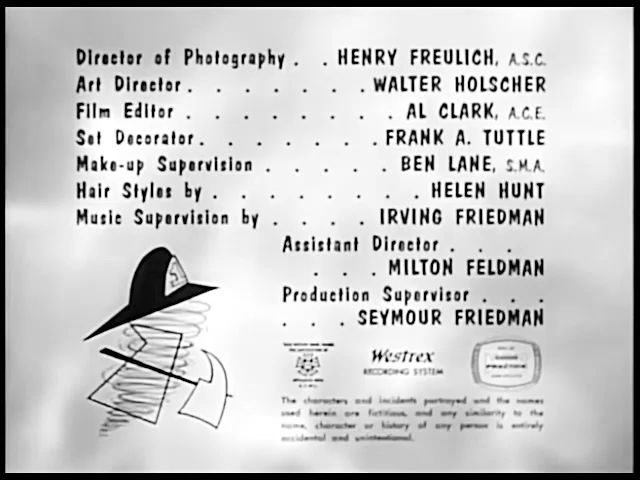 Director of Photography . . HENRY FREULICH, A.S.C.
Art Director . . . . . . . WALTER HOLSCHER
Film Editor . . . . . . . . AL CLARK, A.C.E.
Set Decorator . . . . . . . FRANK A. TUTTLE
Make-up Supervision . . . . . BEN LANE, S.M.A.
Hair Styles by . . . . . . . . HELEN HUNT
Music Supervision by . . . . IRVING FRIEDMAN
Assistant Director . . .
. . . MILTON FELDMAN
Production Supervisor . . .
. . . SEYMOUR FRIEDMAN
5
Westrex
RECORDING SYSTEM
The characters and incidents portrayed and the names
used herein are fictitious, and any similarity to the
name, character or history of any person is entirely
accidental and unintentional.